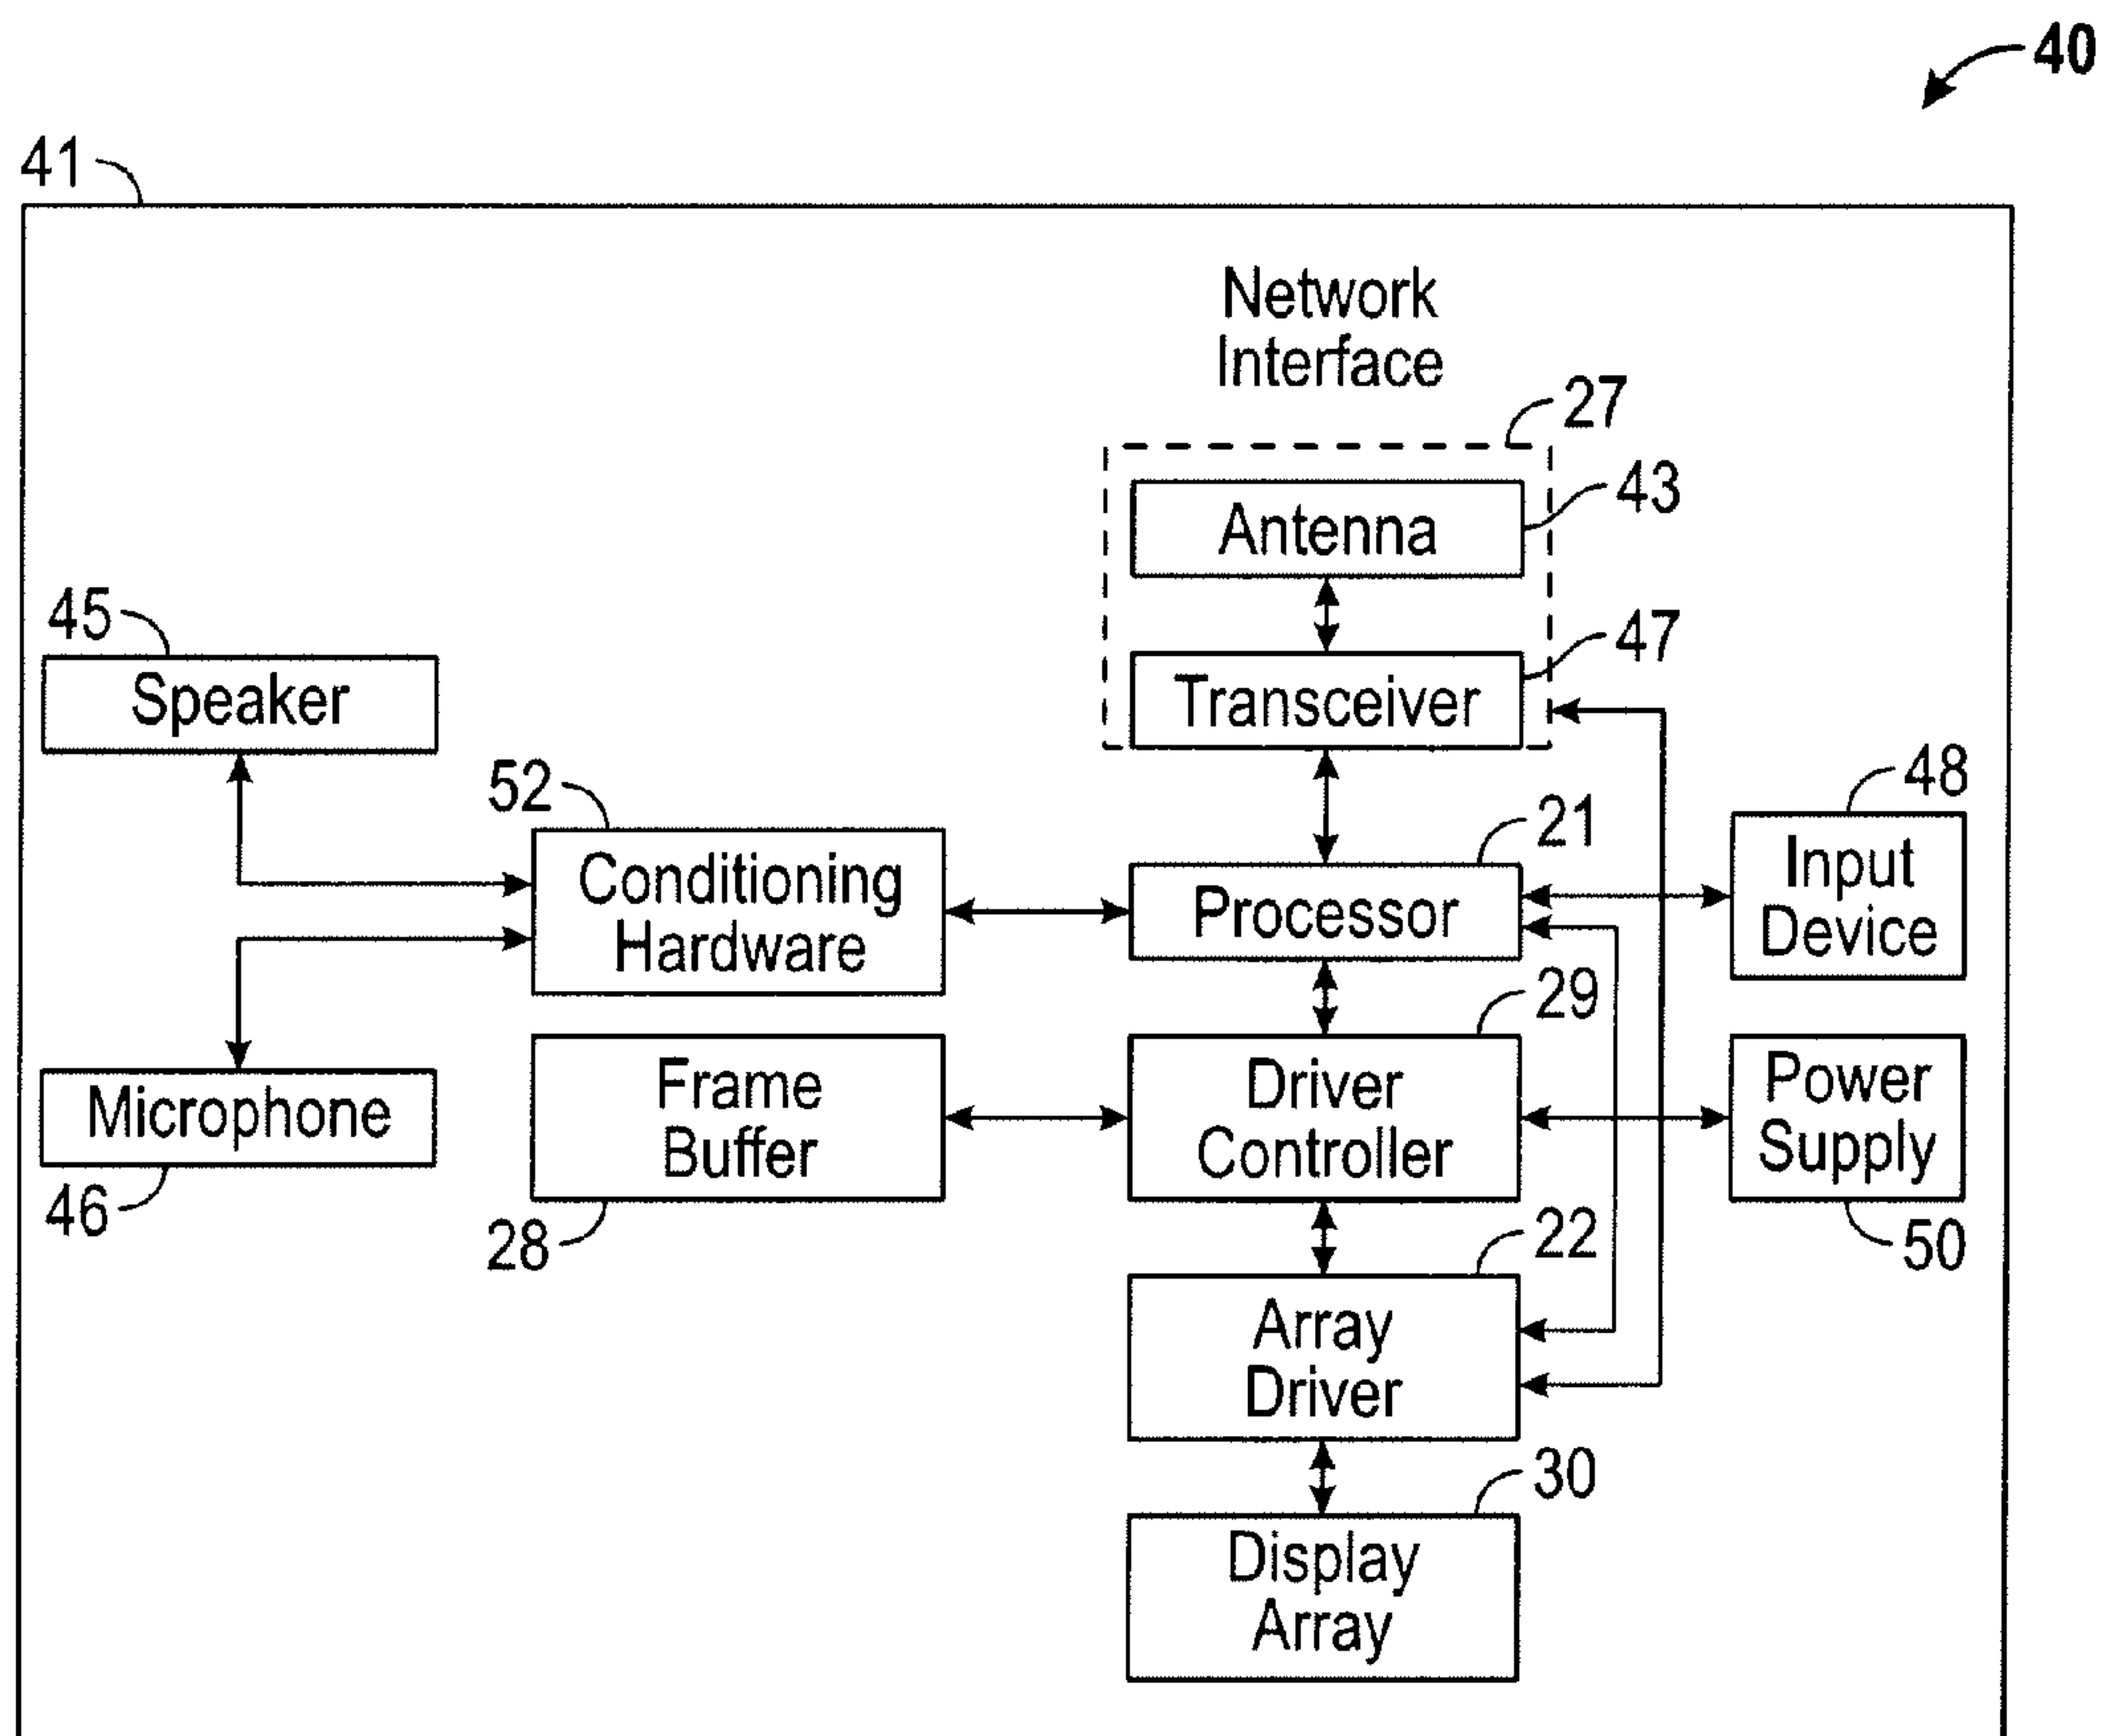 40
41
Network
Interface
27
Antenna
43
45
Speaker
Transceiver
47
52
Conditioning
Hardware
21
Processor
48
Input
Device
Microphone
46
Frame
Buffer
28
29
Driver
Controller
Power
Supply
50
22
Array
Driver
30
Display
Array